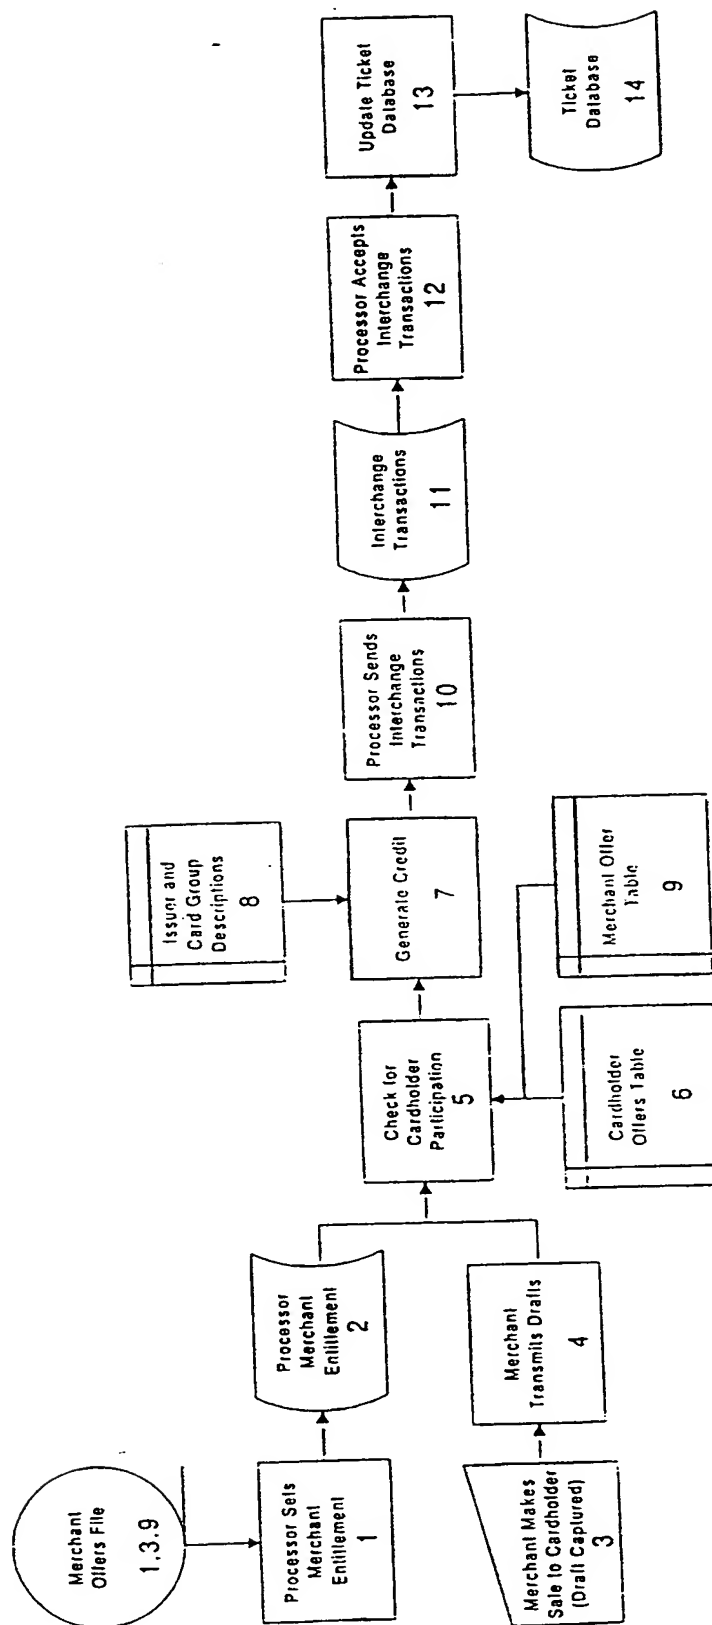 Merchant
Offers File
1.3.9
Processor Sets
Merchant
Entitlement
1
Processor
Merchant
Entitlement
2
Merchant Makes
Sale to Cardholder
(Draft Captured)
3
Merchant
Transmits Drafts
4
Check for
Cardholder
Participation
5
Cardholder
Offers Table
6
Generate Credit
7
Issuer and
Card Group
Descriptions
8
Merchant Offer
Table
9
Processor Sends
Interchange
Transactions
10
Interchange
Transactions
11
Processor Accepts
Interchange
Transactions
12
Update Ticket
Database
13
Ticket
Database
14